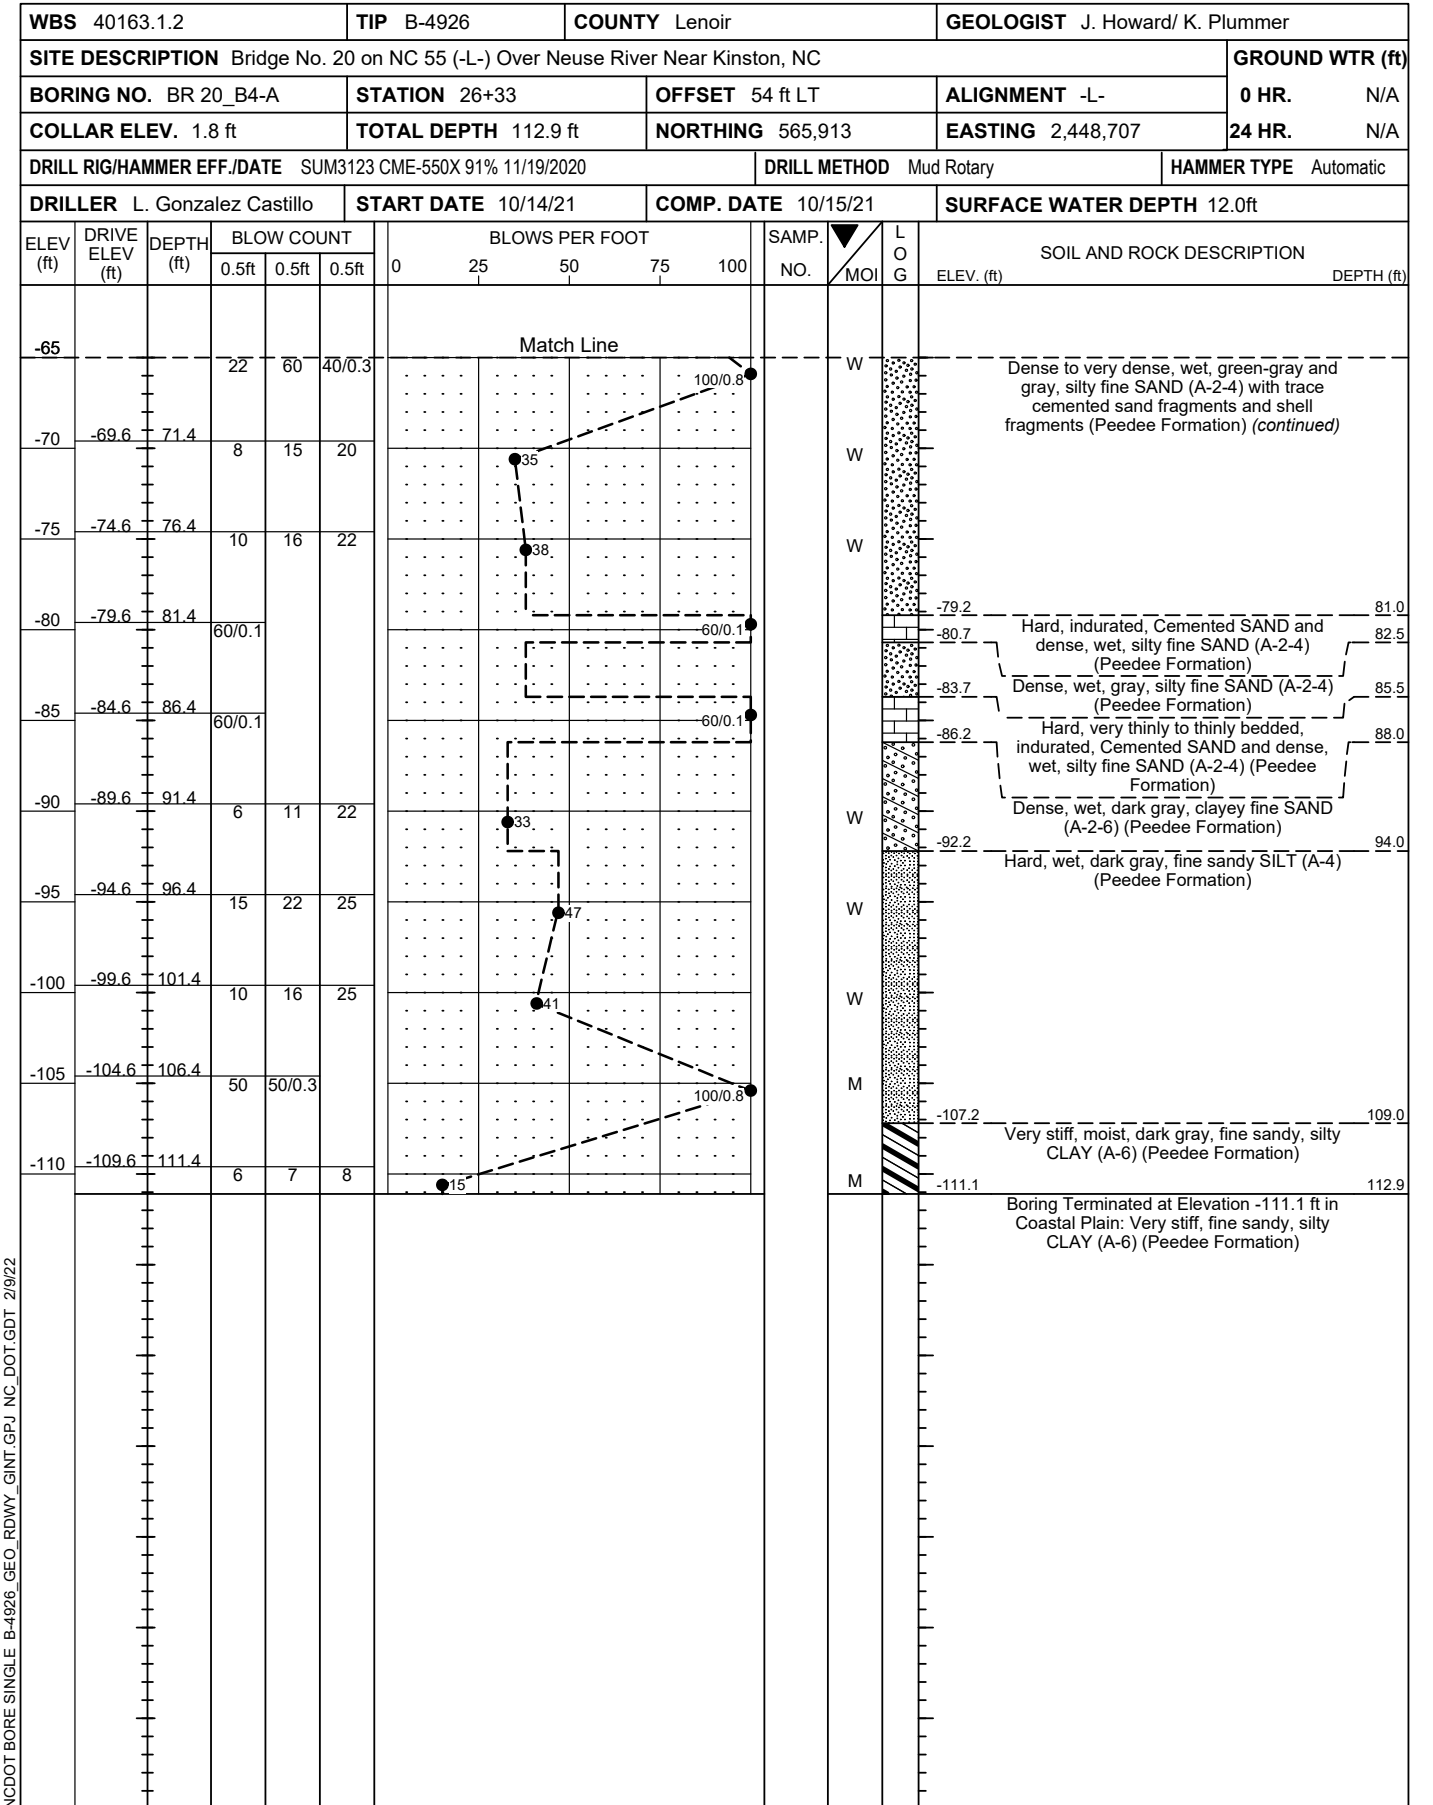 WBS 40163.1.2 TIP B-4926 COUNTY Lenoir GEOLOGIST J. Howard/ K. Plummer
SITE DESCRIPTION Bridge No. 20 on NC 55 (-L-) Over Neuse River Near Kinston, NC GROUND WTR (ft)
BORING NO. BR 20_B4-A STATION 26+33 OFFSET 54 ft LT ALIGNMENT -L- 0 HR. N/A
COLLAR ELEV. 1.8 ft TOTAL DEPTH 112.9 ft NORTHING 565,913 EASTING 2,448,707 24 HR. N/A
DRILL RIG/HAMMER EFF./DATE SUM3123 CME-550X 91% 11/19/2020 DRILL METHOD Mud Rotary HAMMER TYPE Automatic
DRILLER L. Gonzalez Castillo START DATE 10/14/21 COMP. DATE 10/15/21 SURFACE WATER DEPTH 12.0ft
ELEV (ft) DRIVE ELEV (ft) DEPTH (ft) BLOW COUNT BLOWS PER FOOT SAMP. NO. MOI LOG SOIL AND ROCK DESCRIPTION
0.5ft 0.5ft 0.5ft 0 25 50 75 100 ELEV. (ft) DEPTH (ft)
Match Line
-65
22 60 40/0.3 100/0.8 W
Dense to very dense, wet, green-gray and
gray, silty fine SAND (A-2-4) with trace
cemented sand fragments and shell
fragments (Peedee Formation) (continued)
-70 -69.6 71.4
8 15 20 35 W
-75 -74.6 76.4
10 16 22 38 W
-79.2 81.0
-80 -79.6 81.4
60/0.1 60/0.1
Hard, indurated, Cemented SAND and
dense, wet, silty fine SAND (A-2-4)
(Peedee Formation)
-80.7 82.5
Dense, wet, gray, silty fine SAND (A-2-4)
(Peedee Formation)
-83.7 85.5
-85 -84.6 86.4
60/0.1 60/0.1
Hard, very thinly to thinly bedded,
indurated, Cemented SAND and dense,
wet, silty fine SAND (A-2-4) (Peedee
Formation)
-86.2 88.0
-90 -89.6 91.4
6 11 22 33 W
Dense, wet, dark gray, clayey fine SAND
(A-2-6) (Peedee Formation)
-92.2 94.0
Hard, wet, dark gray, fine sandy SILT (A-4)
(Peedee Formation)
-95 -94.6 96.4
15 22 25 47 W
-100 -99.6 101.4
10 16 25 41 W
-105 -104.6 106.4
50 50/0.3 100/0.8 M
-107.2 109.0
Very stiff, moist, dark gray, fine sandy, silty
CLAY (A-6) (Peedee Formation)
-110 -109.6 111.4
6 7 8 15 M
-111.1 112.9
Boring Terminated at Elevation -111.1 ft in
Coastal Plain: Very stiff, fine sandy, silty
CLAY (A-6) (Peedee Formation)
NCDOT BORE SINGLE B-4926_GEO_RDWY_GINT.GPJ NC_DOT.GDT 2/9/22